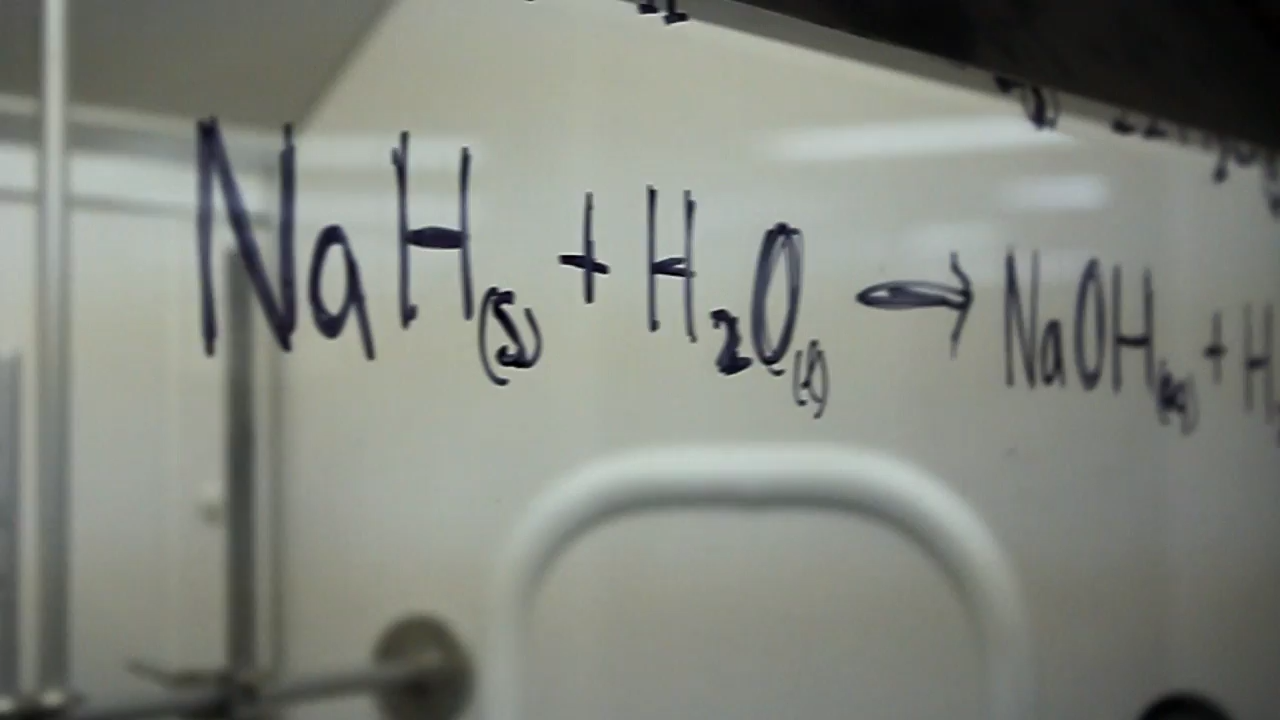 NaH(s) + H₂O(l) → NaOH(aq) + H